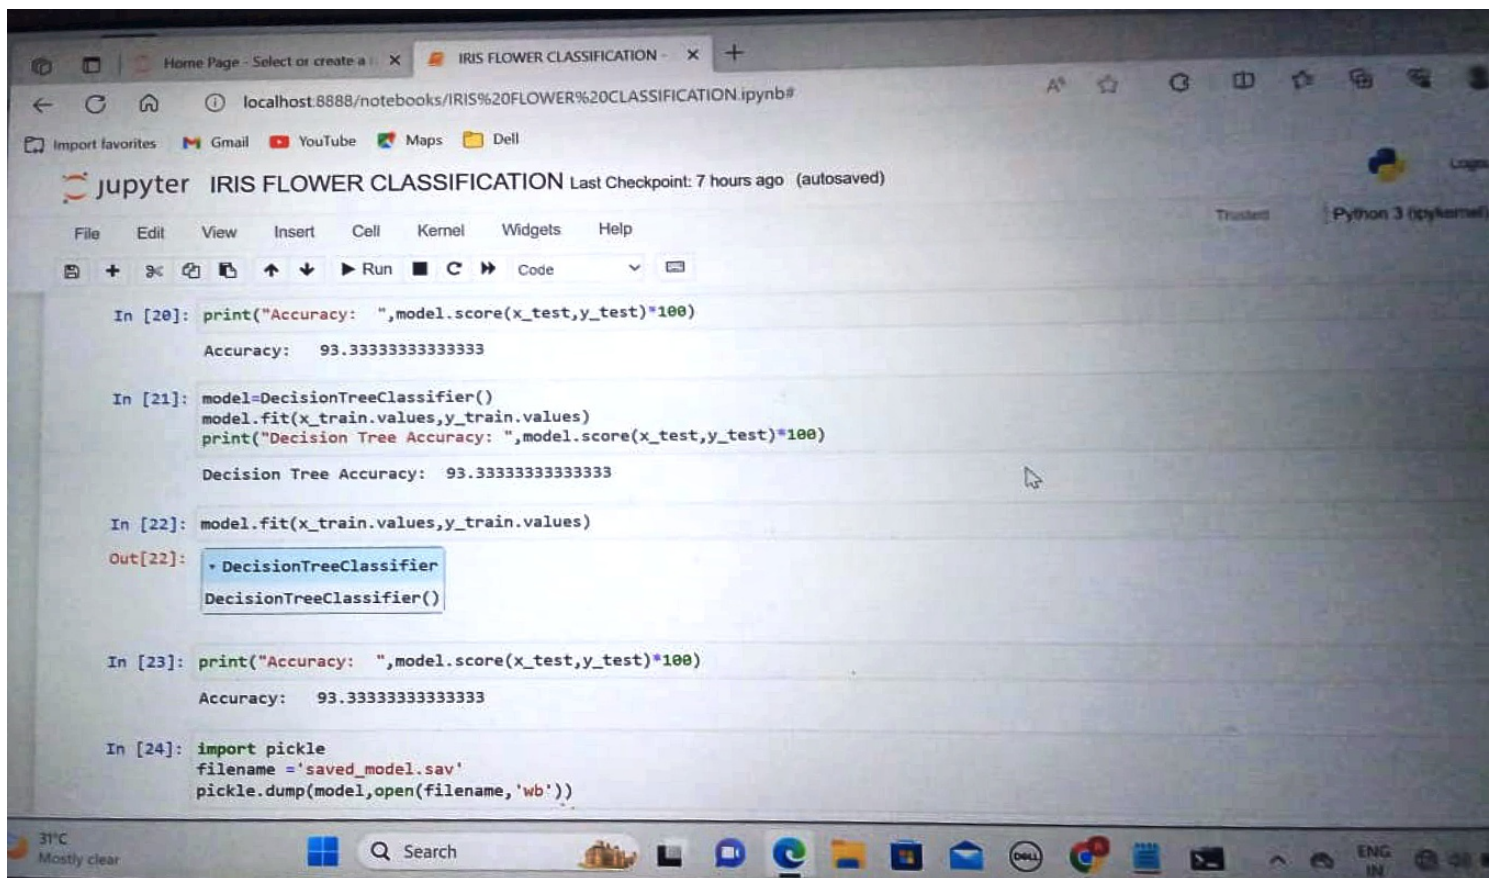 Home Page - Select or create a
IRIS FLOWER CLASSIFICATION -
localhost:8888/notebooks/IRIS%20FLOWER%20CLASSIFICATION.ipynb#
Import favorites Gmail YouTube Maps Dell
jupyter IRIS FLOWER CLASSIFICATION Last Checkpoint: 7 hours ago (autosaved)
Trusted Python 3 (ipykernel)
File Edit View Insert Cell Kernel Widgets Help
Run Code
In [20]: print("Accuracy:  ",model.score(x_test,y_test)*100)
Accuracy:   93.33333333333333
In [21]: model=DecisionTreeClassifier()
model.fit(x_train.values,y_train.values)
print("Decision Tree Accuracy: ",model.score(x_test,y_test)*100)
Decision Tree Accuracy:  93.33333333333333
In [22]: model.fit(x_train.values,y_train.values)
Out[22]: DecisionTreeClassifier
DecisionTreeClassifier()
In [23]: print("Accuracy:  ",model.score(x_test,y_test)*100)
Accuracy:   93.33333333333333
In [24]: import pickle
filename ='saved_model.sav'
pickle.dump(model,open(filename,'wb'))
31°C
Mostly clear
Search
DELL
ENG
IN